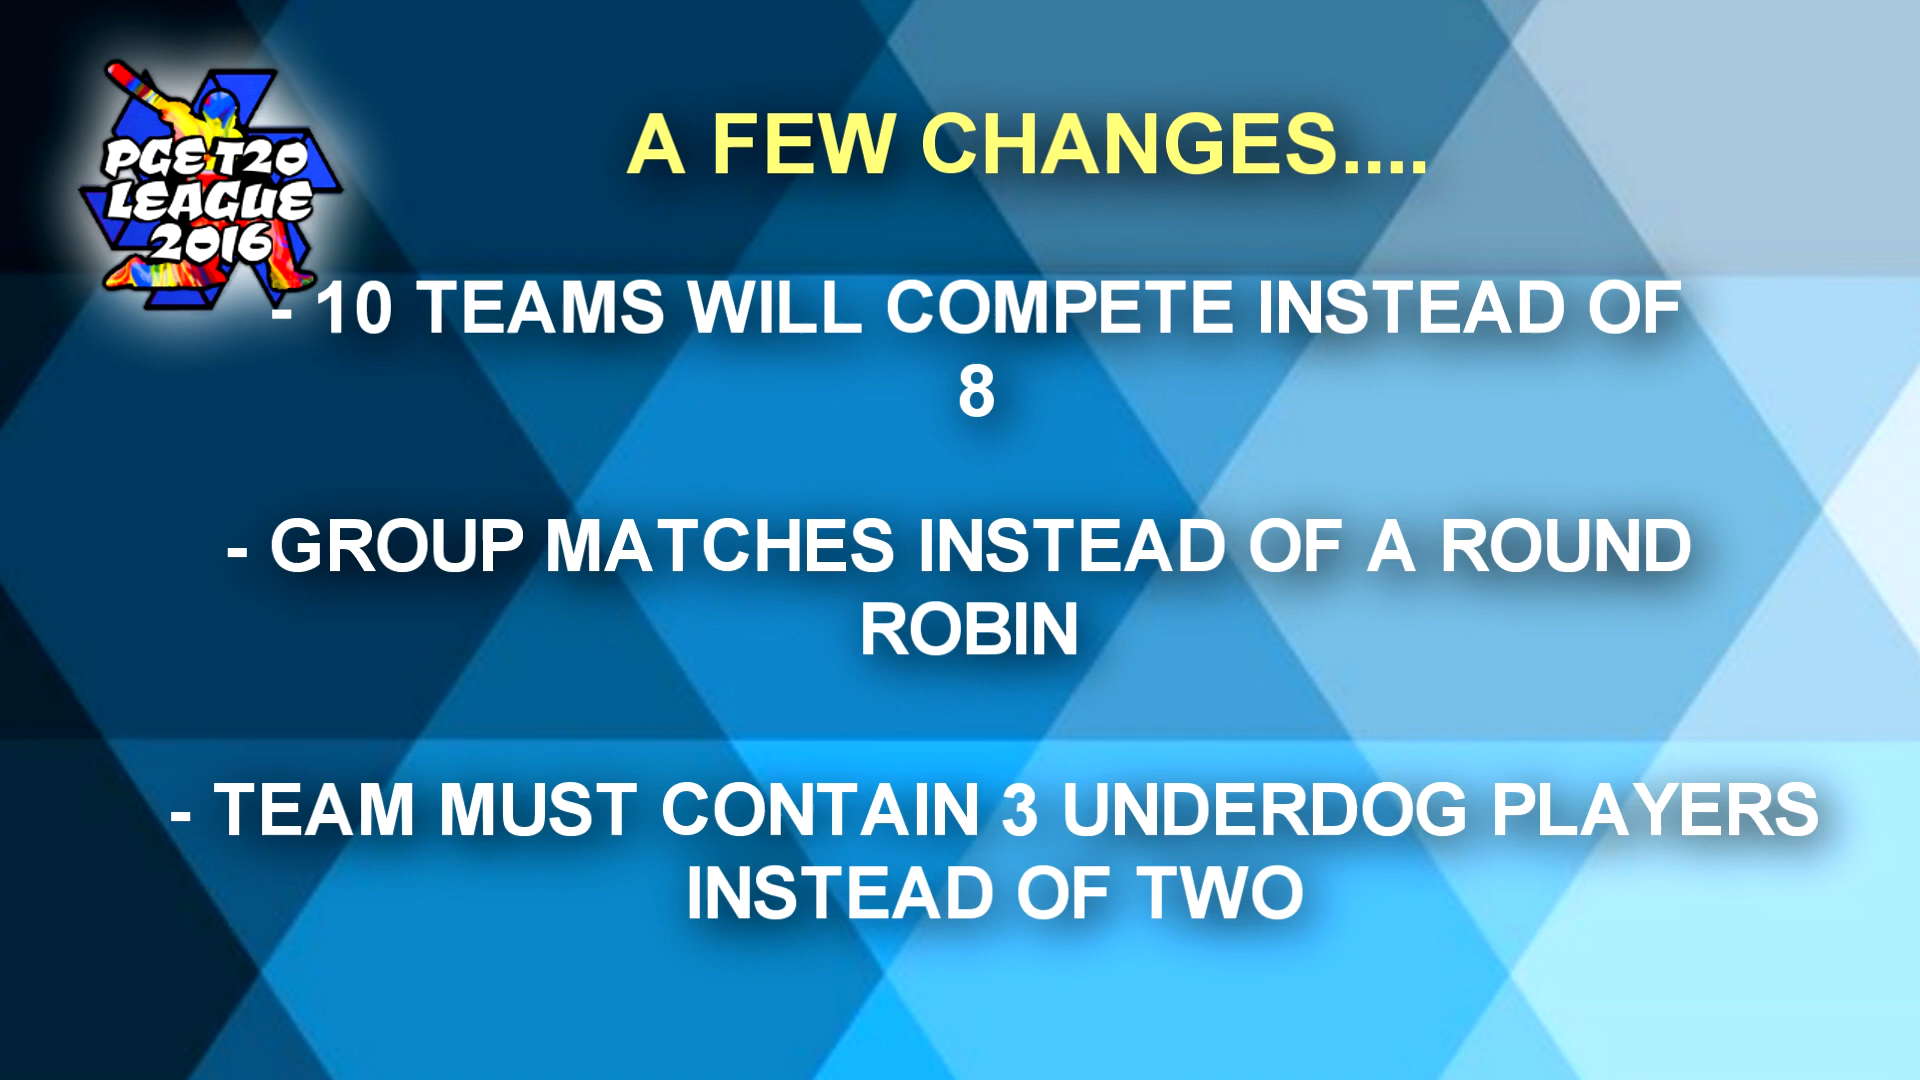 PGE T20
LEAGUE
2016
A FEW CHANGES....
- 10 TEAMS WILL COMPETE INSTEAD OF
8
- GROUP MATCHES INSTEAD OF A ROUND
ROBIN
- TEAM MUST CONTAIN 3 UNDERDOG PLAYERS
INSTEAD OF TWO